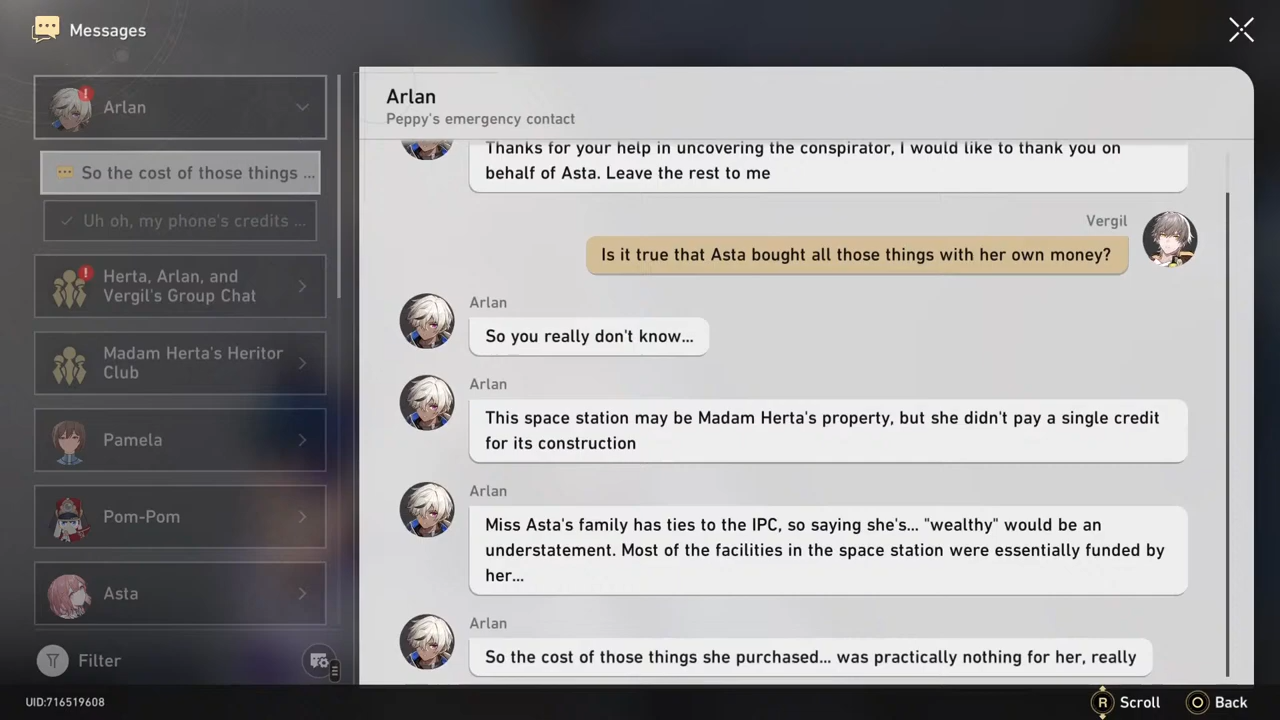 Messages
Arlan
So the cost of those things ...
Uh oh, my phone's credits ...
Herta, Arlan, and
Vergil's Group Chat
Madam Herta's Heritor
Club
Pamela
Pom-Pom
Asta
Filter
Arlan
Peppy's emergency contact
Thanks for your help in uncovering the conspirator, I would like to thank you on
behalf of Asta. Leave the rest to me
Vergil
Is it true that Asta bought all those things with her own money?
Arlan
So you really don't know...
Arlan
This space station may be Madam Herta's property, but she didn't pay a single credit
for its construction
Arlan
Miss Asta's family has ties to the IPC, so saying she's... "wealthy" would be an
understatement. Most of the facilities in the space station were essentially funded by
her...
Arlan
So the cost of those things she purchased... was practically nothing for her, really
UID:716519608
R Scroll
Back